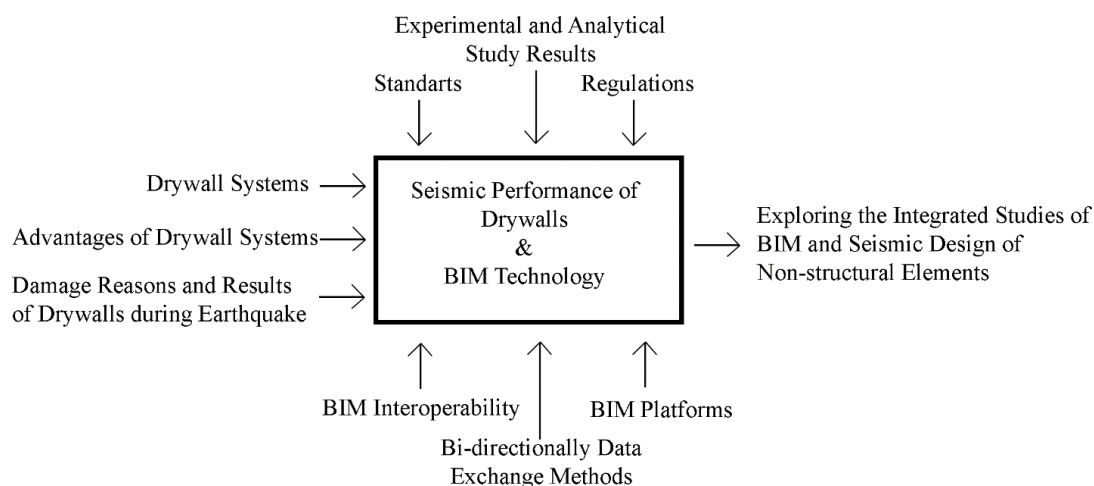 Experimental and Analytical
Study Results
Standarts
Regulations
Drywall Systems
Advantages of Drywall Systems
Damage Reasons and Results
of Drywalls during Earthquake
Seismic Performance of
Drywalls
&
BIM Technology
Exploring the Integrated Studies of
BIM and Seismic Design of
Non-structural Elements
BIM Interoperability
BIM Platforms
Bi-directionally Data
Exchange Methods